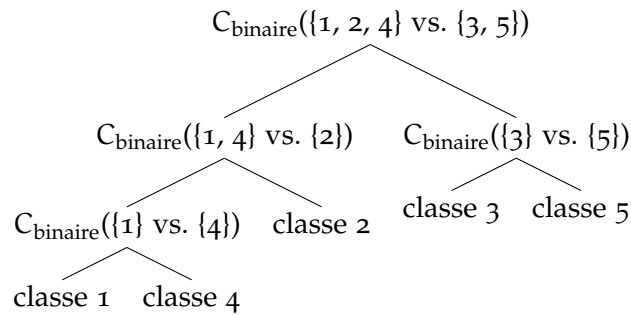 C_binaire({1, 2, 4} vs. {3, 5})
C_binaire({1, 4} vs. {2}) C_binaire({3} vs. {5})
C_binaire({1} vs. {4}) classe 2 classe 3 classe 5
classe 1 classe 4